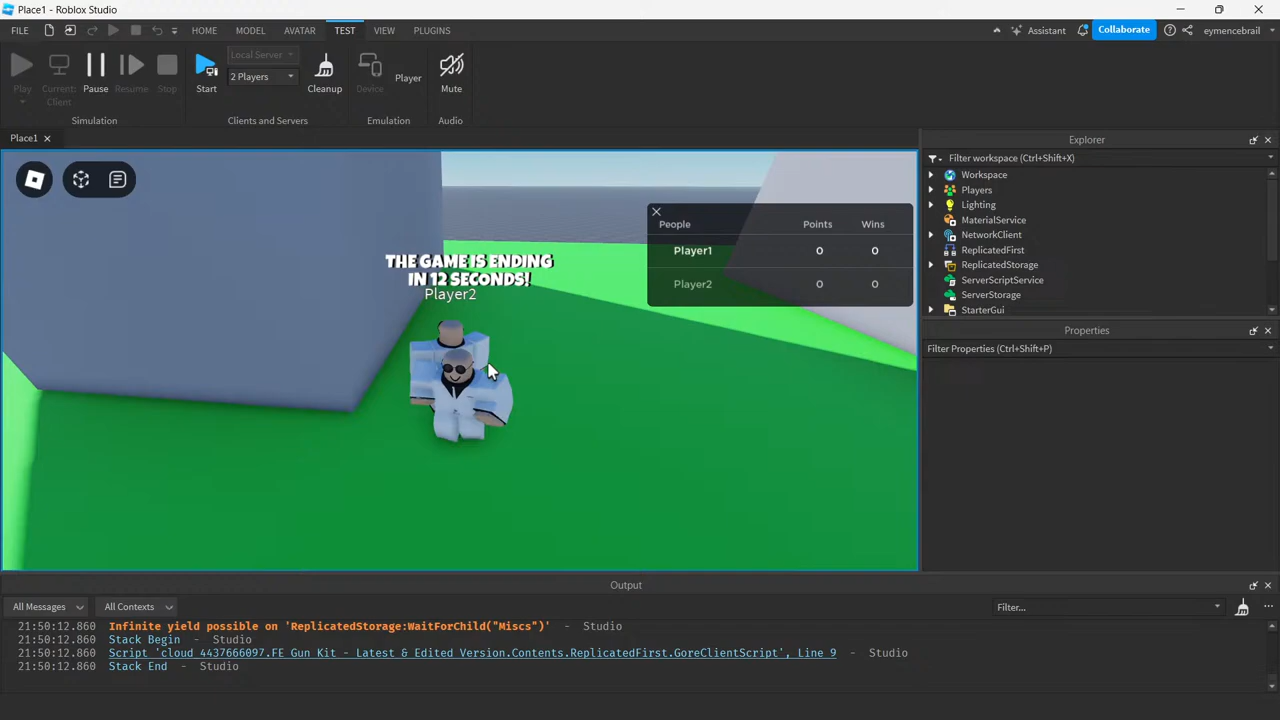 Place1 - Roblox Studio
FILE HOME MODEL AVATAR TEST VIEW PLUGINS Assistant Collaborate eymencebrail
Local Server
2 Players
Play Current: Client Pause Resume Stop Start Cleanup Device Player Mute
Simulation Clients and Servers Emulation Audio
Place1
Explorer
Filter workspace (Ctrl+Shift+X)
Workspace
Players
Lighting
MaterialService
NetworkClient
ReplicatedFirst
ReplicatedStorage
ServerScriptService
ServerStorage
StarterGui
People Points Wins
Player1 0 0
Player2 0 0
THE GAME IS ENDING
IN 12 SECONDS!
Player2
Properties
Filter Properties (Ctrl+Shift+P)
Output
All Messages All Contexts Filter...
21:50:12.860 Infinite yield possible on 'ReplicatedStorage:WaitForChild("Miscs")' - Studio
21:50:12.860 Stack Begin - Studio
21:50:12.860 Script 'cloud_4437666097.FE Gun Kit - Latest & Edited Version.Contents.ReplicatedFirst.GoreClientScript', Line 9 - Studio
21:50:12.860 Stack End - Studio